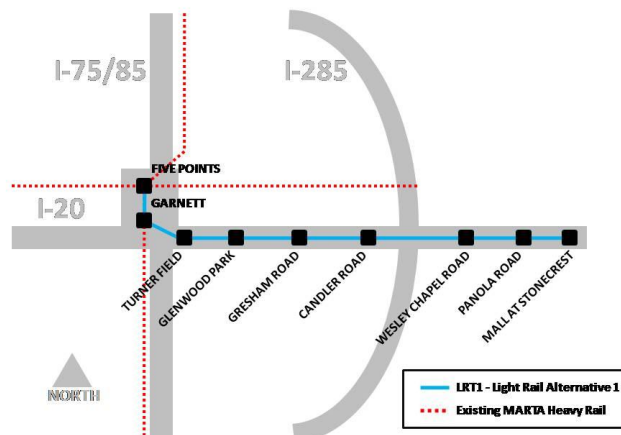 I-75/85
I-285
FIVE POINTS
I-20
GARNETT
TURNER FIELD
GLENWOOD PARK
GRESHAM ROAD
CANDLER ROAD
WESLEY CHAPEL ROAD
PANOLA ROAD
MALL AT STONECREST
NORTH
LRT1 - Light Rail Alternative 1
Existing MARTA Heavy Rail